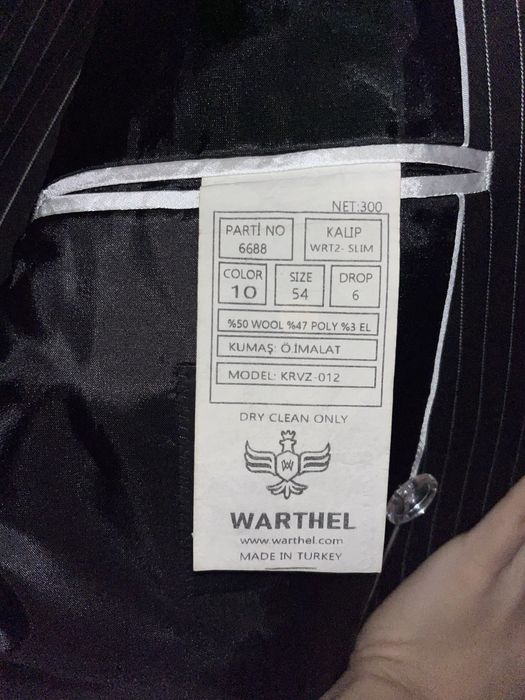 NET:300
PARTİ NO
6688
KALIP
WRT2- SLIM
COLOR
10
SIZE
54
DROP
6
%50 WOOL %47 POLY %3 EL
KUMAŞ: Ö.İMALAT
MODEL: KRVZ-012
DRY CLEAN ONLY
W
WARTHEL
www.warthel.com
MADE IN TURKEY